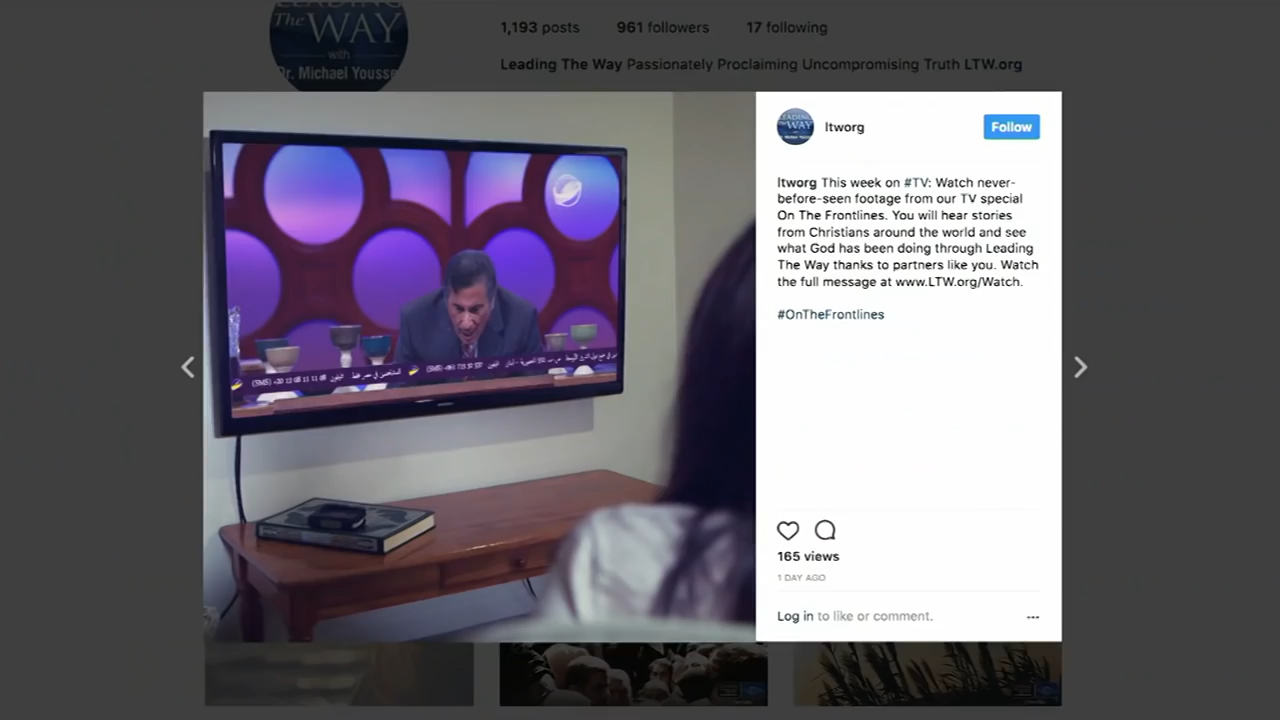 LEADING
The WAY
with
Dr. Michael Yousse
1,193 posts 961 followers 17 following
Leading The Way Passionately Proclaiming Uncompromising Truth LTW.org
ltworg
Follow
ltworg This week on #TV: Watch never-
before-seen footage from our TV special
On The Frontlines. You will hear stories
from Christians around the world and see
what God has been doing through Leading
The Way thanks to partners like you. Watch
the full message at www.LTW.org/Watch.
#OnTheFrontlines
165 views
1 DAY AGO
Log in to like or comment.